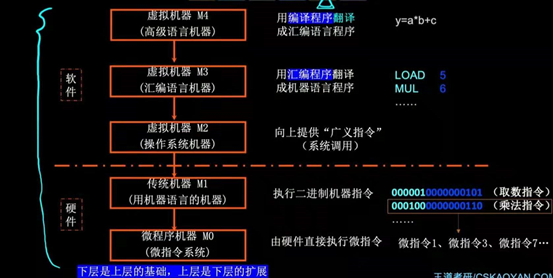 虚拟机器 M4
(高级语言机器)
用编译程序翻译
成汇编语言程序
y=a*b+c
软件
虚拟机器 M3
(汇编语言机器)
用汇编程序翻译
成机器语言程序
LOAD 5
MUL 6
……
虚拟机器 M2
(操作系统机器)
向上提供“广义指令”
(系统调用)
硬件
传统机器 M1
(用机器语言的机器)
执行二进制机器指令
0000010000000101 (取数指令)
0001000000000110 (乘法指令)
……
微程序机器 M0
(微指令系统)
由硬件直接执行微指令
微指令1、微指令3、微指令7…
下层是上层的基础，上层是下层的扩展
王道考研/CSKAOYAN.COM